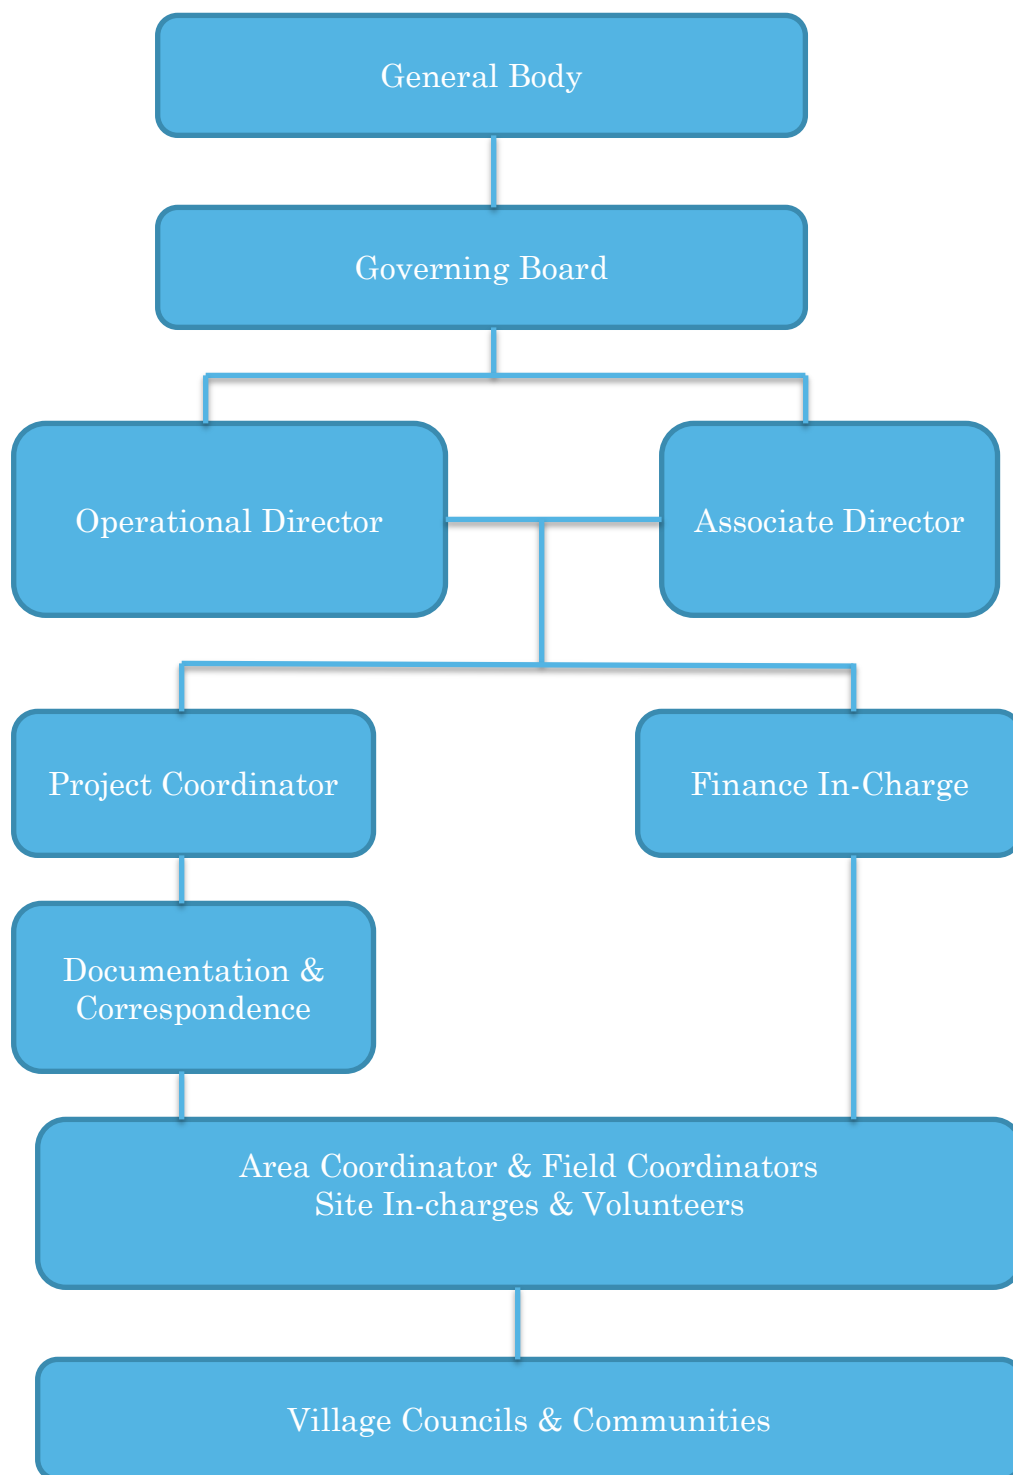 General Body
Governing Board
Operational Director
Associate Director
Project Coordinator
Finance In-Charge
Documentation &
Correspondence
Area Coordinator & Field Coordinators
Site In-charges & Volunteers
Village Councils & Communities